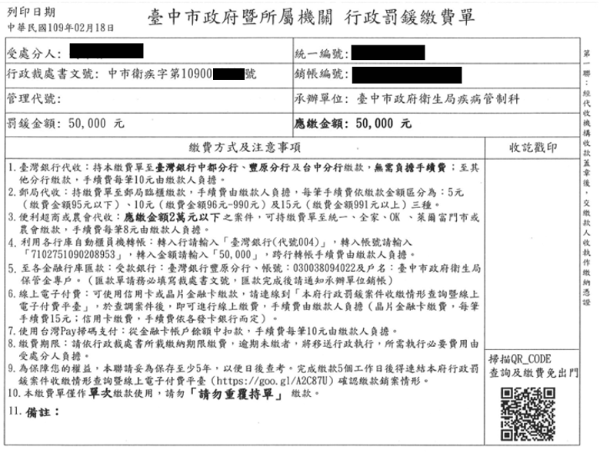 列印日期
中華民國109年02月18日
臺中市政府暨所屬機關 行政罰鍰繳費單
受處分人:
統一編號:
行政裁處書文號: 中市衛疾字第10900 號
銷帳編號:
管理代號:
承辦單位: 臺中市政府衛生局疾病管制科
罰鍰金額: 50,000 元
應繳金額: 50,000 元
繳費方式及注意事項
收訖戳印
1. 臺灣銀行代收: 持本繳費單至臺灣銀行中都分行、豐原分行及台中分行繳款,無需負擔手續費;至其
他分行繳款,手續費每筆10元由繳款人負擔。
2. 郵局代收: 持繳費單至郵局臨櫃繳款,手續費由繳款人負擔,每筆手續費依繳款金額區分為:5元
(繳費金額95元以下)、10元(繳費金額96元~990元)及15元(繳費金額991元以上)三種。
3. 便利超商或農會代收: 應繳金額2萬元以下之案件,可持繳費單至統一、全家、OK、萊爾富門市或
農會繳款,手續費每筆8元由繳款人負擔。
4. 利用各行庫自動櫃員機轉帳: 轉入行請輸入「臺灣銀行(代號004)」,轉入帳號請輸入
「7102751090208953」,轉入金額請輸入「50,000」,跨行轉帳手續費由繳款人負擔。
5. 至各金融行庫匯款: 受款銀行:臺灣銀行豐原分行、帳號:030038094022及戶名:臺中市政府衛生局
保管金專戶。(匯款單請務必填寫裁處書文號,匯款完成後請通知承辦單位銷帳)
6. 線上電子付費: 可使用信用卡或晶片金融卡繳款,請連線到「本府行政罰鍰案件收繳情形查詢暨線上
電子付費平臺」,於查詢案件後,即可進行線上繳費,手續費由繳款人負擔(晶片金融卡繳費,每筆
手續費15元;信用卡繳費,手續費依各發卡銀行而定)。
7. 使用台灣Pay掃碼支付: 從金融卡帳戶餘額中扣款,手續費每筆10元由繳款人負擔。
8. 繳費期限: 請依行政裁處書所載繳納期限繳費,逾期未繳者,將移送行政執行,所需執行必要費用由
受處分人負擔。
9. 為保障您的權益,本聯請妥為保存至少5年,以便日後查考。完成繳款5個工作日後得連結本府行政罰
鍰案件收繳情形查詢暨線上電子付費平臺(https://goo.gl/A2C87U)確認繳款銷案情形。
10. 本繳費單僅作單次繳款使用,請勿「請勿重覆持單」繳款。
11. 備註:
掃描QR_CODE
查詢及繳費免出門
第一聯:經代收機構收款蓋章後,交繳款人收執作繳納憑證